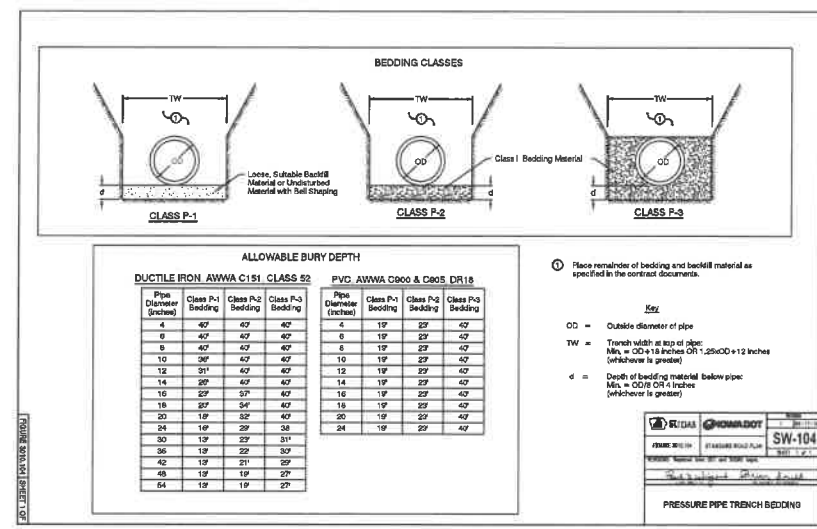 BEDDING CLASSES
TW
TW
TW
1
1
1
OD
OD
OD
d
d
d
Loose, Suitable Backfill
Material or Undisturbed
Material with Bell Shaping
Class I Bedding Material
CLASS P-1
CLASS P-2
CLASS P-3
ALLOWABLE BURY DEPTH
DUCTILE IRON AWWA C151 CLASS 52
Pipe Diameter (inches) Class P-1 Bedding Class P-2 Bedding Class P-3 Bedding
4 40' 40' 40'
6 40' 40' 40'
8 40' 40' 40'
10 36' 40' 40'
12 31' 40' 40'
14 26' 40' 40'
16 23' 37' 40'
18 20' 34' 40'
20 18' 32' 40'
24 16' 29' 38
30 13' 23' 31'
36 13' 22' 30'
42 13' 21' 29'
48 13' 19' 27'
54 13' 19' 27'
PVC AWWA C900 & C905 DR18
Pipe Diameter (inches) Class P-1 Bedding Class P-2 Bedding Class P-3 Bedding
4 19' 23' 40'
6 19' 23' 40'
8 19' 23' 40'
10 19' 23' 40'
12 19' 23' 40'
14 19' 23' 40'
16 19' 23' 40'
18 19' 23' 40'
20 19' 23' 40'
24 19' 23' 40'
1 Place remainder of bedding and backfill material as
specified in the contract documents.
Key
OD = Outside diameter of pipe
TW = Trench width at top of pipe:
Min. = OD+18 inches OR 1.25xOD+12 inches
(whichever is greater)
d = Depth of bedding material below pipe:
Min. = OD/8 OR 4 inches
(whichever is greater)
FIGURE 3010.104 SHEET 1 OF
SUDAS IOWADOT
FIGURE 3010.104 STANDARD ROAD PLAN SW-104
SHEET 1 of 1
PRESSURE PIPE TRENCH BEDDING